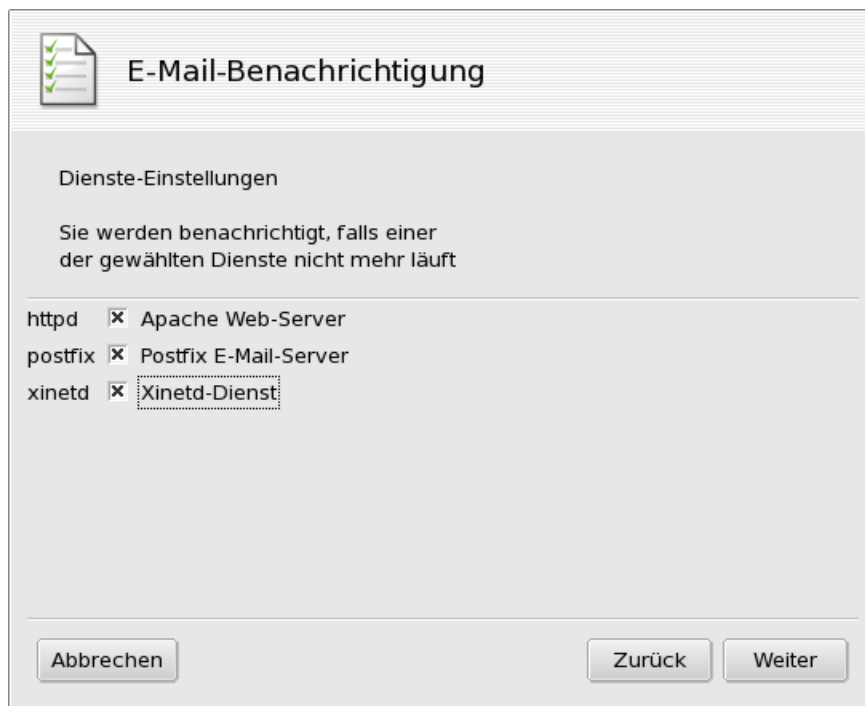 E-Mail-Benachrichtigung
Dienste-Einstellungen
Sie werden benachrichtigt, falls einer
der gewählten Dienste nicht mehr läuft
httpd Apache Web-Server
postfix Postfix E-Mail-Server
xinetd Xinetd-Dienst
Abbrechen Zurück Weiter